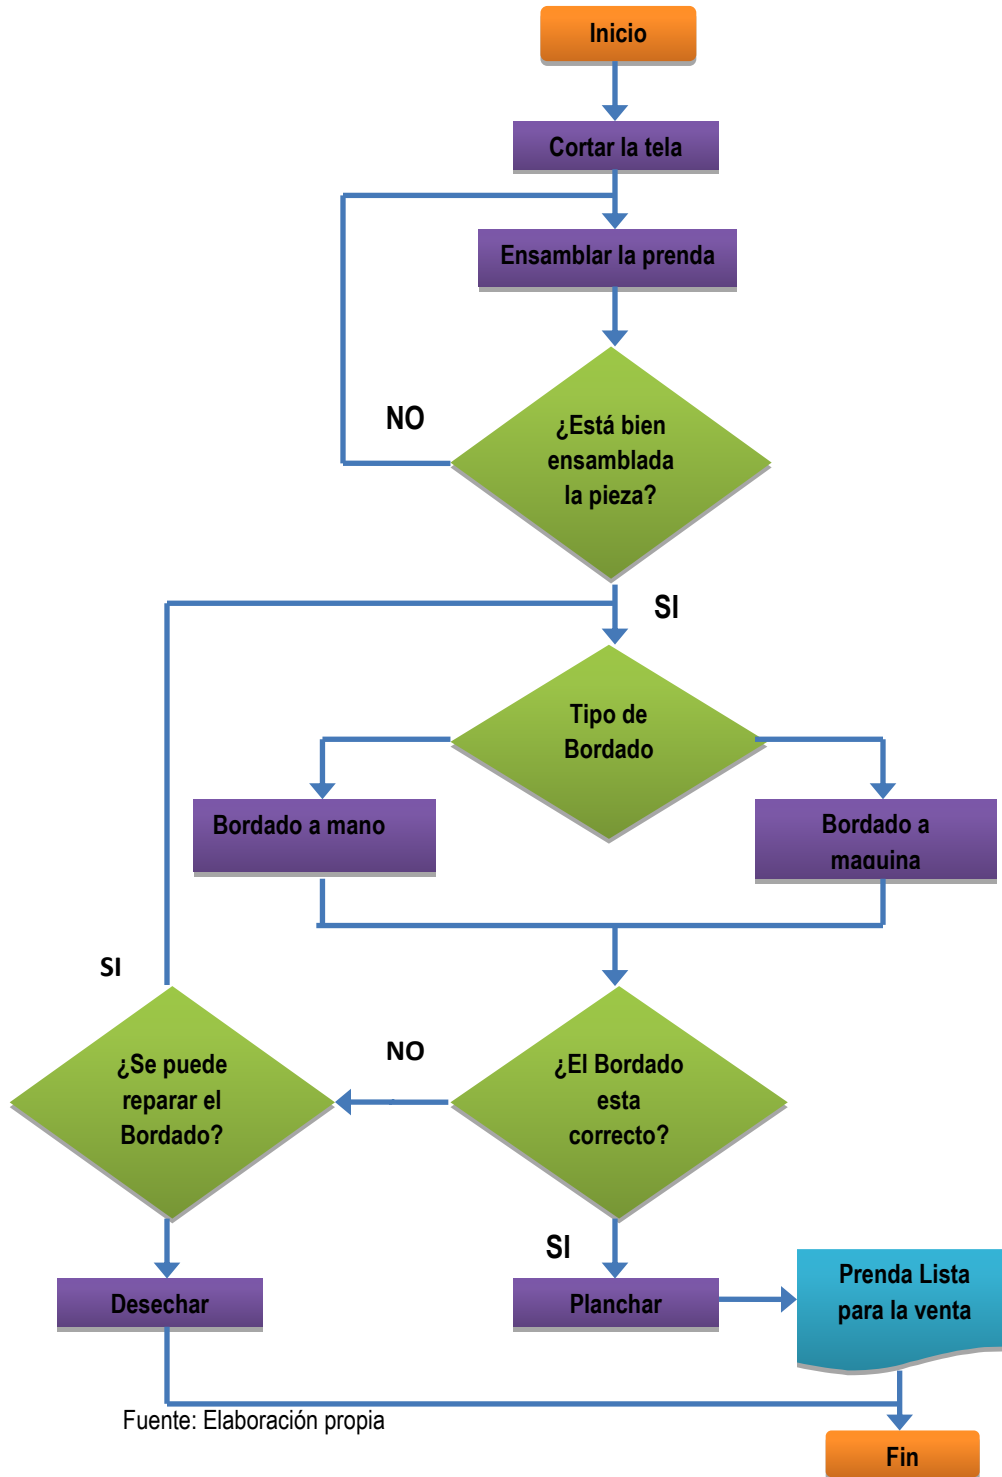 Inicio
Cortar la tela
Ensamblar la prenda
¿Está bien
ensamblada
la pieza?
NO
SI
Tipo de
Bordado
Bordado a mano
Bordado a
maquina
SI
¿Se puede
reparar el
Bordado?
NO
¿El Bordado
esta
correcto?
SI
Desechar
Planchar
Prenda Lista
para la venta
Fuente: Elaboración propia
Fin